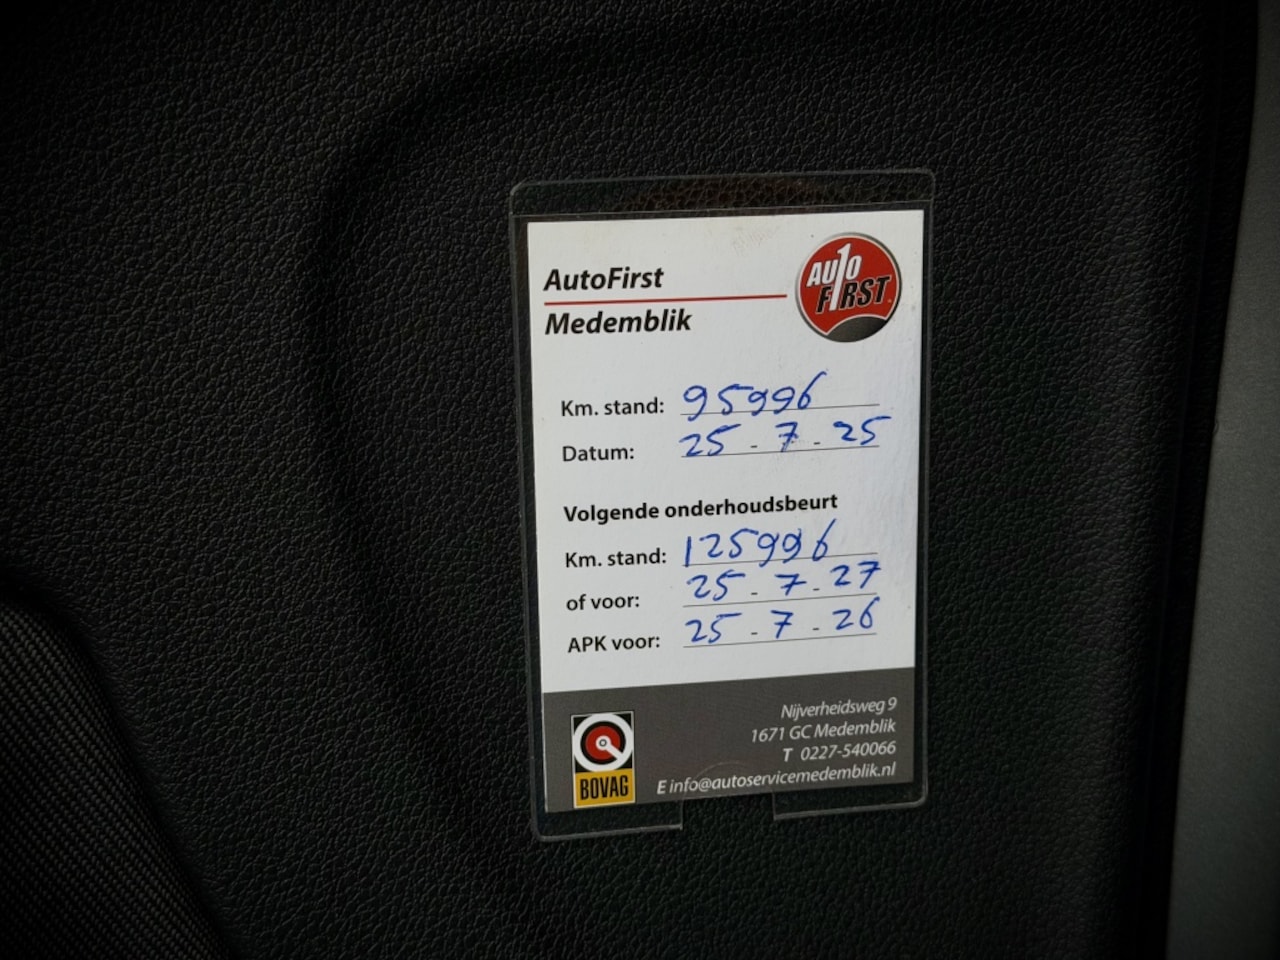 AutoFirst
Medemblik
AUTO
FIRST
Km. stand: 95996
Datum: 25 - 7 - 25
Volgende onderhoudsbeurt
Km. stand: 125996
of voor: 25 - 7 - 27
APK voor: 25 - 7 - 26
Nijverheidsweg 9
1671 GC Medemblik
T 0227-540066
E info@autoservicemedemblik.nl
BOVAG